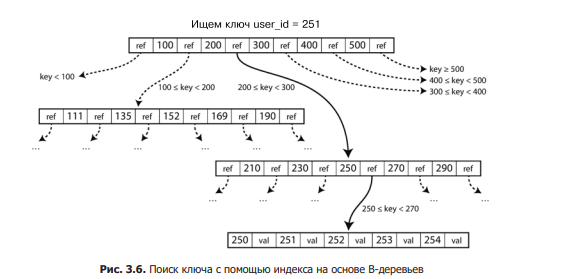 Ищем ключ user_id = 251
ref 100 ref 200 ref 300 ref 400 ref 500 ref
key < 100
key ≥ 500
400 ≤ key < 500
300 ≤ key < 400
100 ≤ key < 200
200 ≤ key < 300
ref 111 ref 135 ref 152 ref 169 ref 190 ref
... ... ... ... ... ...
ref 210 ref 230 ref 250 ref 270 ref 290 ref
... ... ... ... ...
250 ≤ key < 270
250 val 251 val 252 val 253 val 254 val
Рис. 3.6. Поиск ключа с помощью индекса на основе B-деревьев